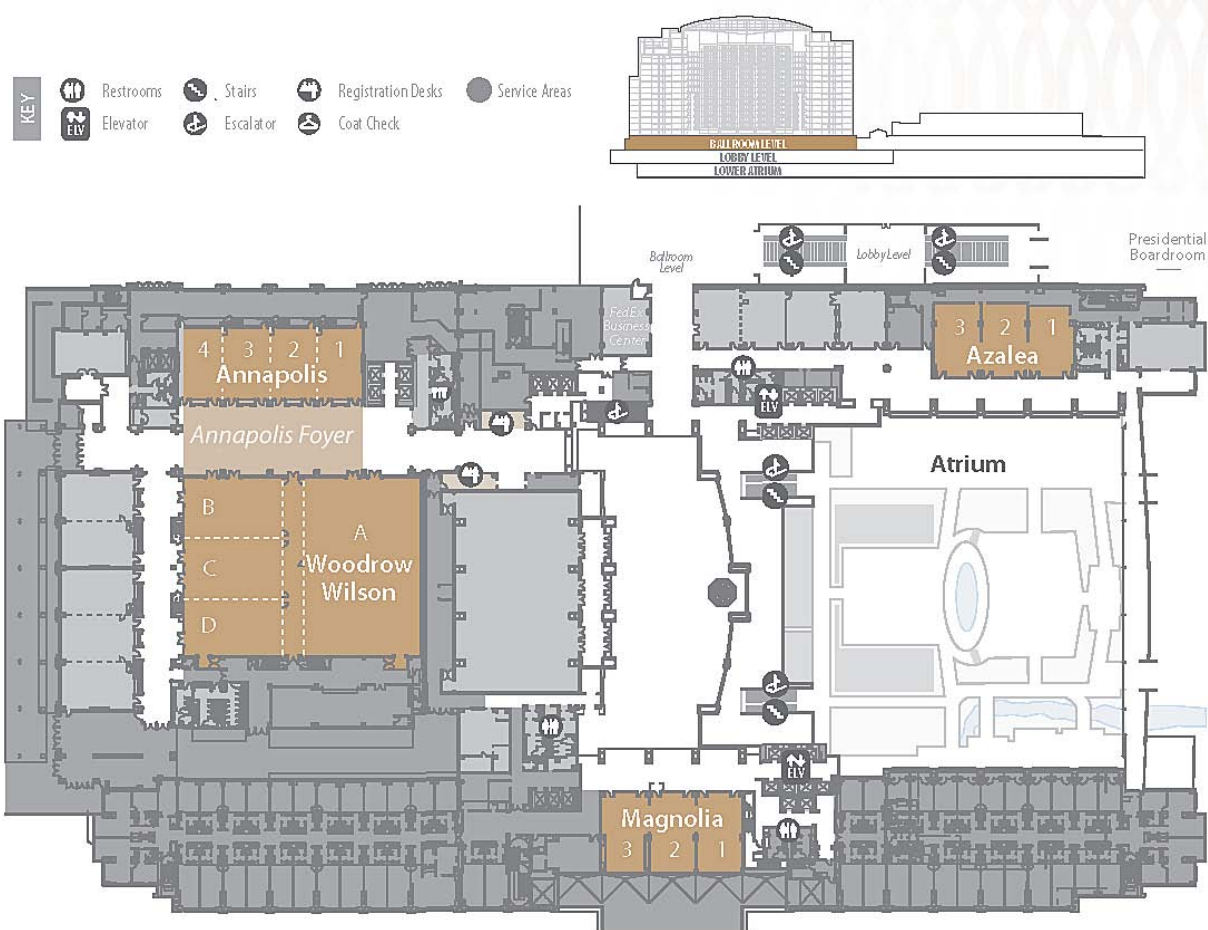 KEY
Restrooms
Stairs
Registration Desks
Service Areas
ELV
Elevator
Escalator
Coat Check
BALLROOM LEVEL
LOBBY LEVEL
LOWER ATRIUM
Ballroom
Level
Lobby Level
Presidential
Boardroom
FedEx
Business
Center
4 3 2 1
Annapolis
3 2 1
Azalea
ELV
Annapolis Foyer
Atrium
B
A
C
Woodrow
Wilson
D
ELV
Magnolia
3 2 1